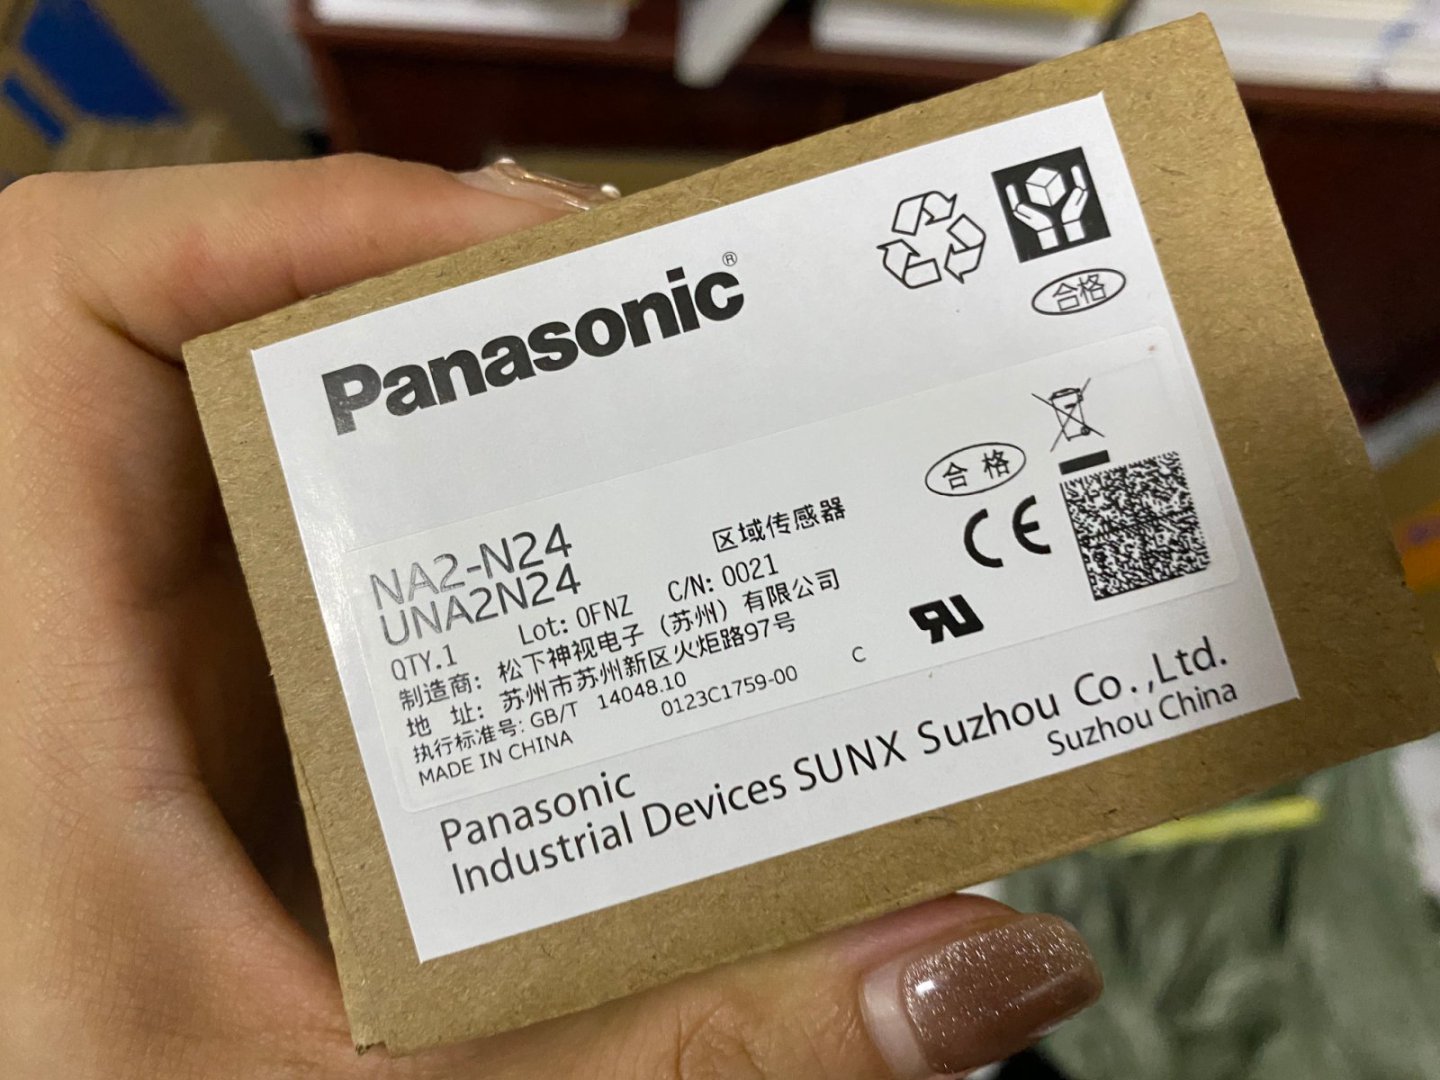 Panasonic®
合格
NA2-N24
区域传感器
合格
UNA2N24
CE
QTY.1 Lot: 0FNZ C/N: 0021
制造商: 松下神视电子（苏州）有限公司
地 址: 苏州市苏州新区火炬路97号
执行标准号: GB/T 14048.10
MADE IN CHINA 0123C1759-00 C
Panasonic
Industrial Devices SUNX Suzhou Co.,Ltd.
Suzhou China